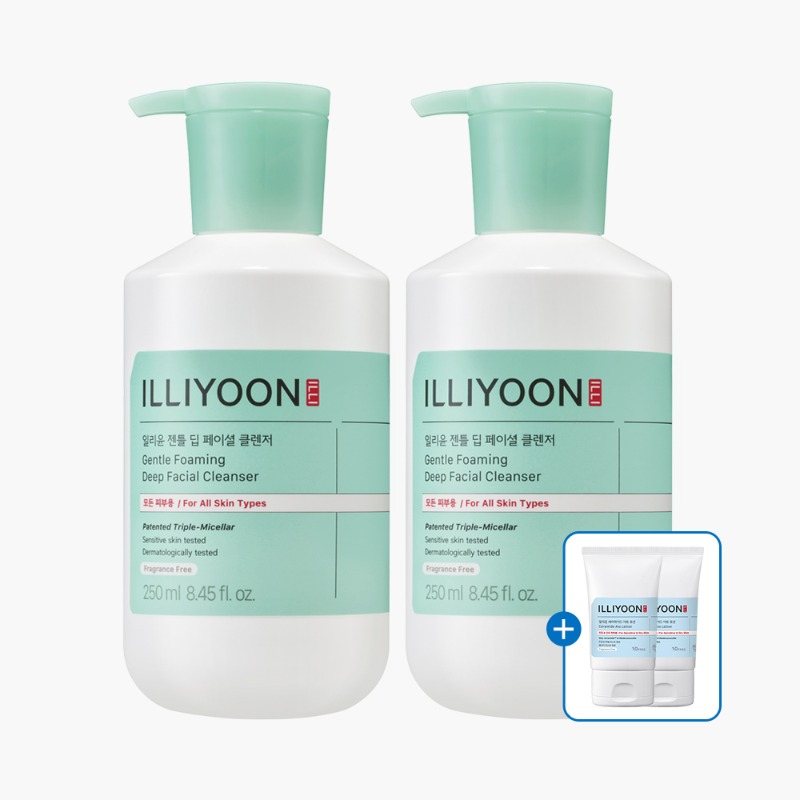 ILLIYOON ILLI
일리윤 젠틀 딥 페이셜 클렌저
Gentle Foaming
Deep Facial Cleanser
모든 피부용 / For All Skin Types
Patented Triple-Micellar
Sensitive skin tested
Dermatologically tested
Fragrance Free
250 ml 8.45 fl. oz.
ILLIYOON ILLI
일리윤 젠틀 딥 페이셜 클렌저
Gentle Foaming
Deep Facial Cleanser
모든 피부용 / For All Skin Types
Patented Triple-Micellar
Sensitive skin tested
Dermatologically tested
Fragrance Free
250 ml 8.45 fl. oz.
+
ILLIYOON
ILLIYOON